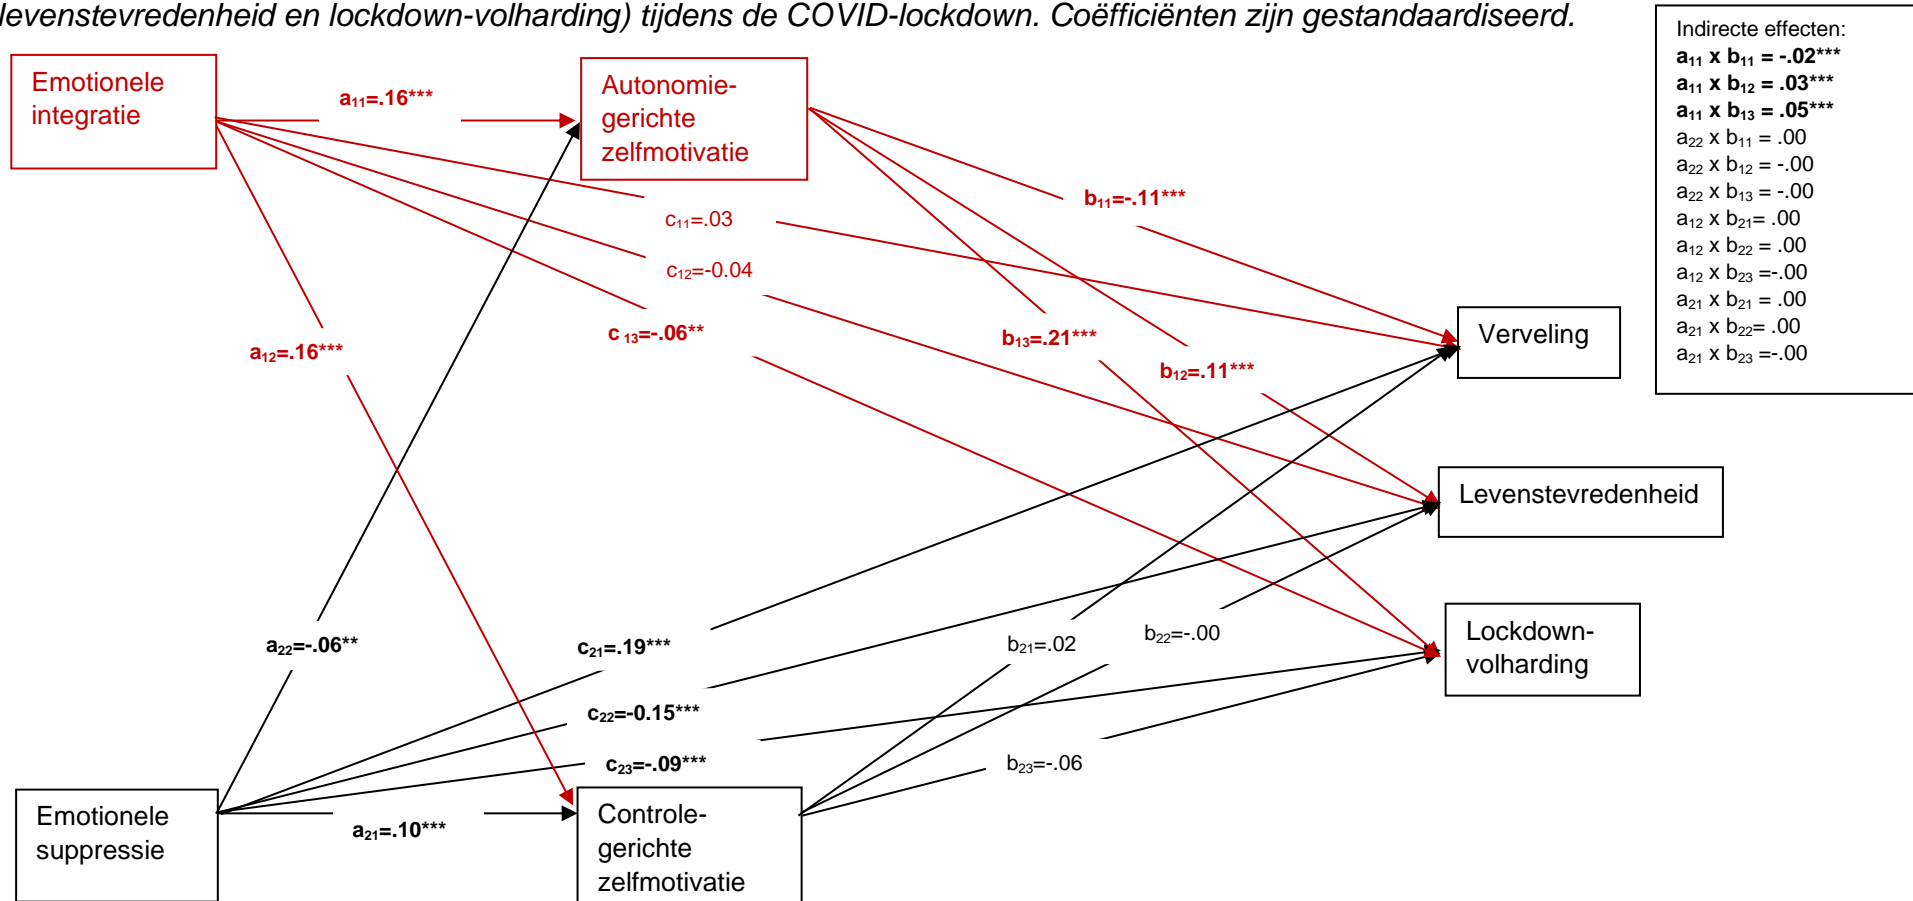 levenstevredenheid en lockdown-volharding) tijdens de COVID-lockdown. Coëfficiënten zijn gestandaardiseerd.
Indirecte effecten:
a₁₁ x b₁₁ = -.02***
a₁₁ x b₁₂ = .03***
a₁₁ x b₁₃ = .05***
a₂₂ x b₁₁ = .00
a₂₂ x b₁₂ = -.00
a₂₂ x b₁₃ = -.00
a₁₂ x b₂₁= .00
a₁₂ x b₂₂ = .00
a₁₂ x b₂₃ =-.00
a₂₁ x b₂₁ = .00
a₂₁ x b₂₂= .00
a₂₁ x b₂₃ =-.00
Emotionele
integratie
a₁₁=.16***
Autonomie-
gerichte
zelfmotivatie
b₁₁=-.11***
c₁₁=.03
c₁₂=-0.04
c ₁₃=-.06**
a₁₂=.16***
b₁₃=.21***
b₁₂=.11***
Verveling
Levenstevredenheid
Lockdown-
volharding
a₂₂=-.06**
c₂₁=.19***
b₂₁=.02
b₂₂=-.00
c₂₂=-0.15***
c₂₃=-.09***
b₂₃=-.06
Emotionele
suppressie
a₂₁=.10***
Controle-
gerichte
zelfmotivatie